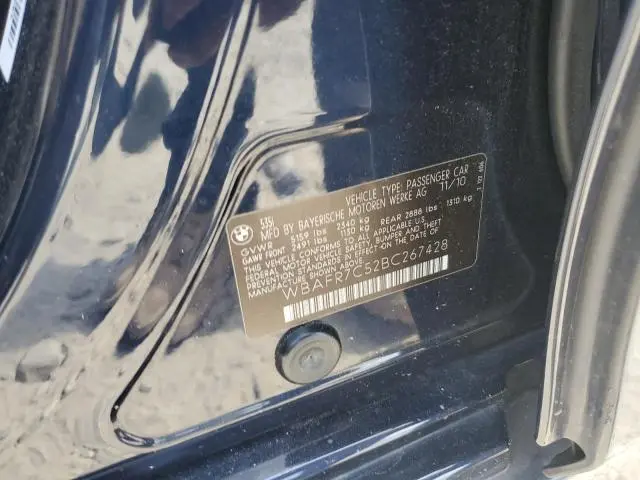 535i
VEHICLE TYPE: PASSENGER CAR
MFD BY BAYERISCHE MOTOREN WERKE AG 11/10
GVWR 5159 lbs 2340 kg
GAWR FRONT 2491 lbs 1130 kg REAR 2888 lbs 1310 kg
THIS VEHICLE CONFORMS TO ALL APPLICABLE U.S.
FEDERAL MOTOR VEHICLE SAFETY, BUMPER, AND
THEFT PREVENTION STANDARDS IN EFFECT ON THE DATE OF
MANUFACTURE SHOWN ABOVE.
WBAFR7C52BC267428